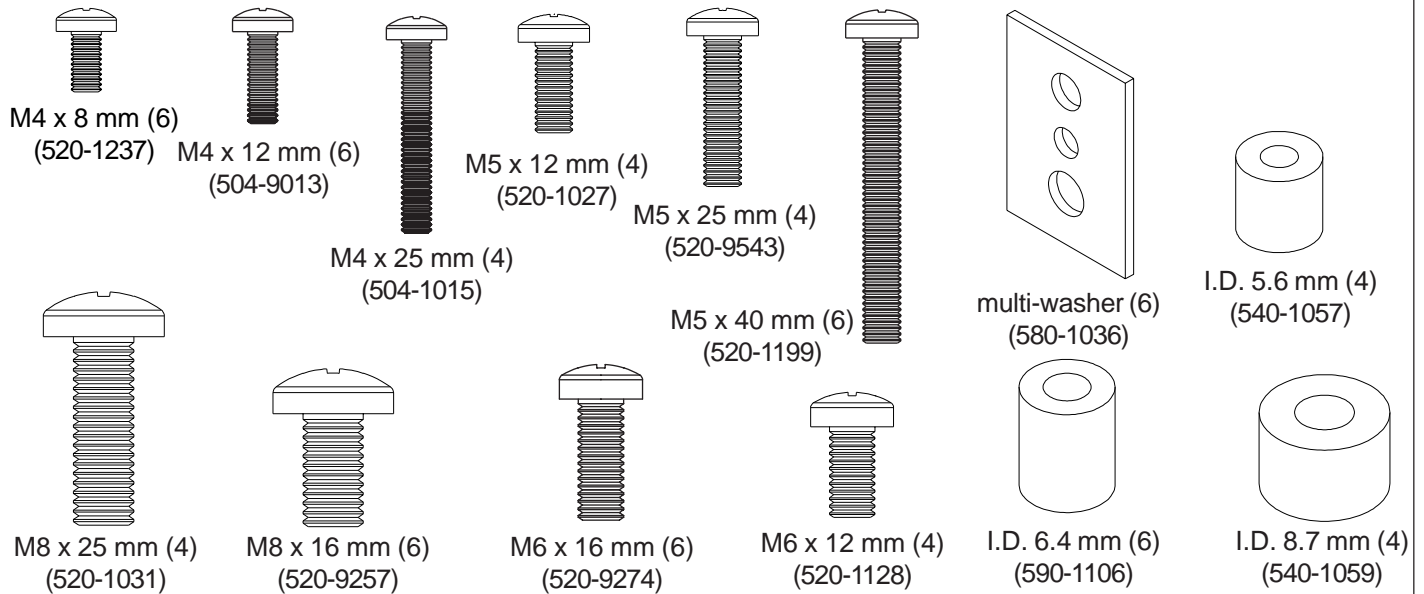 M4 x 8 mm (6)
(520-1237)
M4 x 12 mm (6)
(504-9013)
M4 x 25 mm (4)
(504-1015)
M5 x 12 mm (4)
(520-1027)
M5 x 25 mm (4)
(520-9543)
M5 x 40 mm (6)
(520-1199)
multi-washer (6)
(580-1036)
I.D. 5.6 mm (4)
(540-1057)
M8 x 25 mm (4)
(520-1031)
M8 x 16 mm (6)
(520-9257)
M6 x 16 mm (6)
(520-9274)
M6 x 12 mm (4)
(520-1128)
I.D. 6.4 mm (6)
(590-1106)
I.D. 8.7 mm (4)
(540-1059)